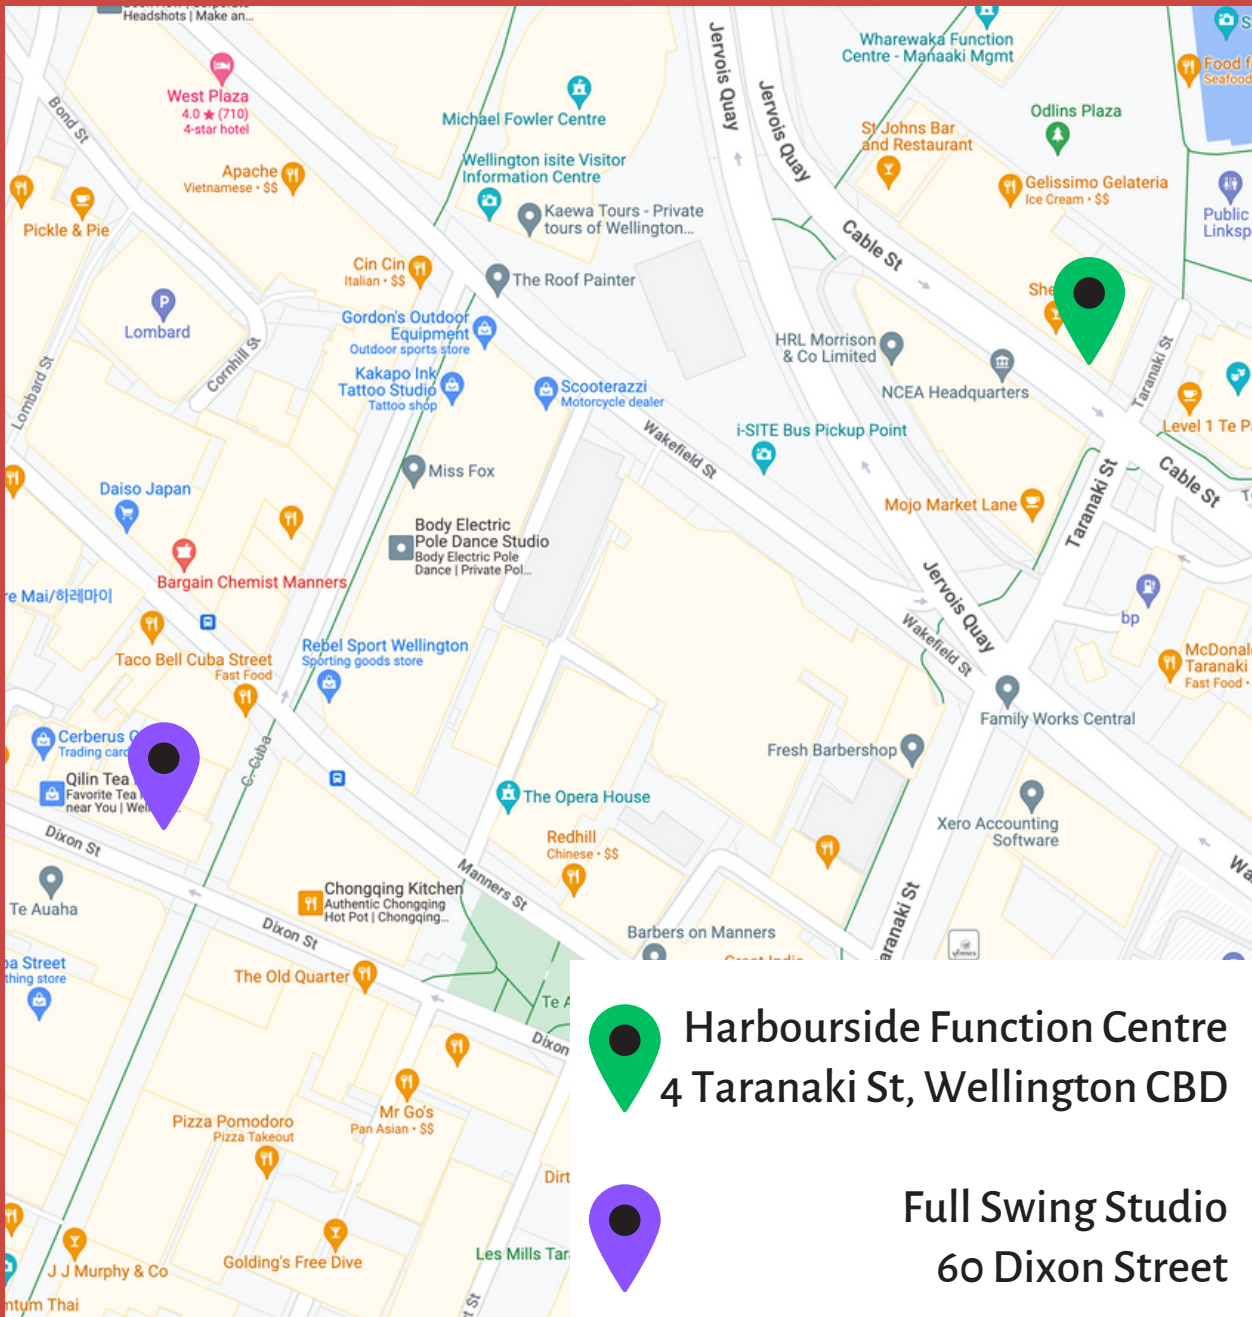 Headshots | Make an...
West Plaza
4.0 ★ (710)
4-star hotel
Bond St
Michael Fowler Centre
Jervois Quay
Jervois Quay
Wharewaka Function
Centre - Manaaki Mgmt
Food f
Seafood
Odlins Plaza
St Johns Bar
and Restaurant
Gelissimo Gelateria
Ice Cream • $$
Public
Linksp
Apache
Vietnamese • $$
Wellington isite Visitor
Information Centre
Kaewa Tours - Private
tours of Wellington...
Pickle & Pie
Cable St
Cin Cin
Italian • $$
The Roof Painter
She
P
Lombard
Gordon's Outdoor
Equipment
Outdoor sports store
HRL Morrison
& Co Limited
NCEA Headquarters
Taranaki St
Cornhill St
Lombard St
Kakapo Ink
Tattoo Studio
Tattoo shop
Scooterazzi
Motorcycle dealer
Level 1 Te P
i-SITE Bus Pickup Point
Wakefield St
Miss Fox
Cable St
Taranaki St
Daiso Japan
Mojo Market Lane
Body Electric
Pole Dance Studio
Body Electric Pole
Dance | Private Pol...
Bargain Chemist Manners
re Mai/하레마이
Jervois Quay
bp
Wakefield St
Taco Bell Cuba Street
Fast Food
Rebel Sport Wellington
Sporting goods store
McDonal
Taranaki
Fast Food •
Family Works Central
Cerberus G
Trading card
C. Cuba
Fresh Barbershop
Qilin Tea
Favorite Tea
near You | Wel
The Opera House
Xero Accounting
Software
Dixon St
Redhill
Chinese • $$
Wa
Te Auaha
Manners St
Chongqing Kitchen
Authentic Chongqing
Hot Pot | Chongqing...
Taranaki St
Dixon St
Barbers on Manners
Great India
ba Street
thing store
The Old Quarter
Te A
Dixon
Harbourside Function Centre
4 Taranaki St, Wellington CBD
Mr Go's
Pan Asian • $$
Pizza Pomodoro
Pizza Takeout
Dirt
Full Swing Studio
60 Dixon Street
Les Mills Tar
Golding's Free Dive
J J Murphy & Co
t St
ntum Thai